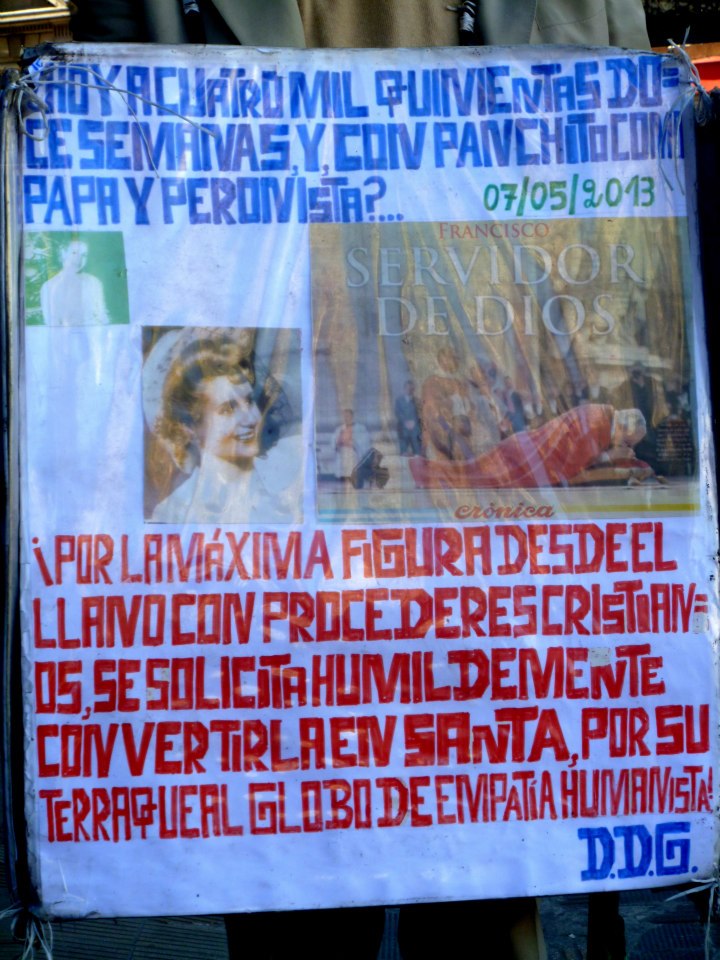 ¡HOY A CUATRO MIL QUINIENTAS DO=
CE SEMANAS, Y, CON PANCHITO COMO
PAPA Y PERONISTA?...
07/05/2013
FRANCISCO
SERVIDOR
DE DIOS
crónica
¡POR LA MÁXIMA FIGURA DESDE EL
LLANO CON PROCEDERES CRISTIAN=
OS, SE SOLICITA HUMILDEMENTE
CONVERTIRLA EN SANTA, POR SU
TERRAQUEAL GLOBO DE EMPATÍA HUMANISTA!
D.D.G.